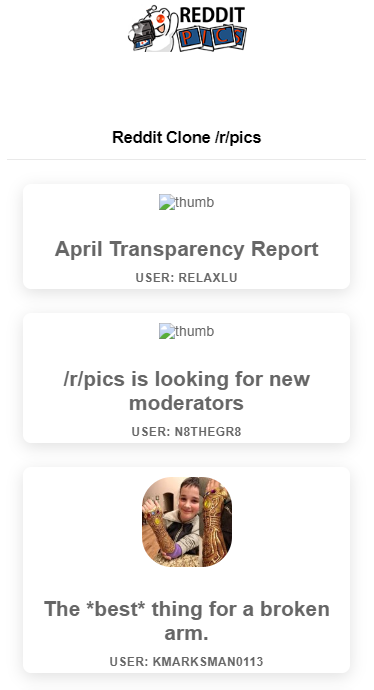 REDDIT
PICS
Reddit Clone /r/pics
thumb
April Transparency Report
USER: RELAXLU
thumb
/r/pics is looking for new
moderators
USER: N8THEGR8
The *best* thing for a broken
arm.
USER: KMARKSMAN0113